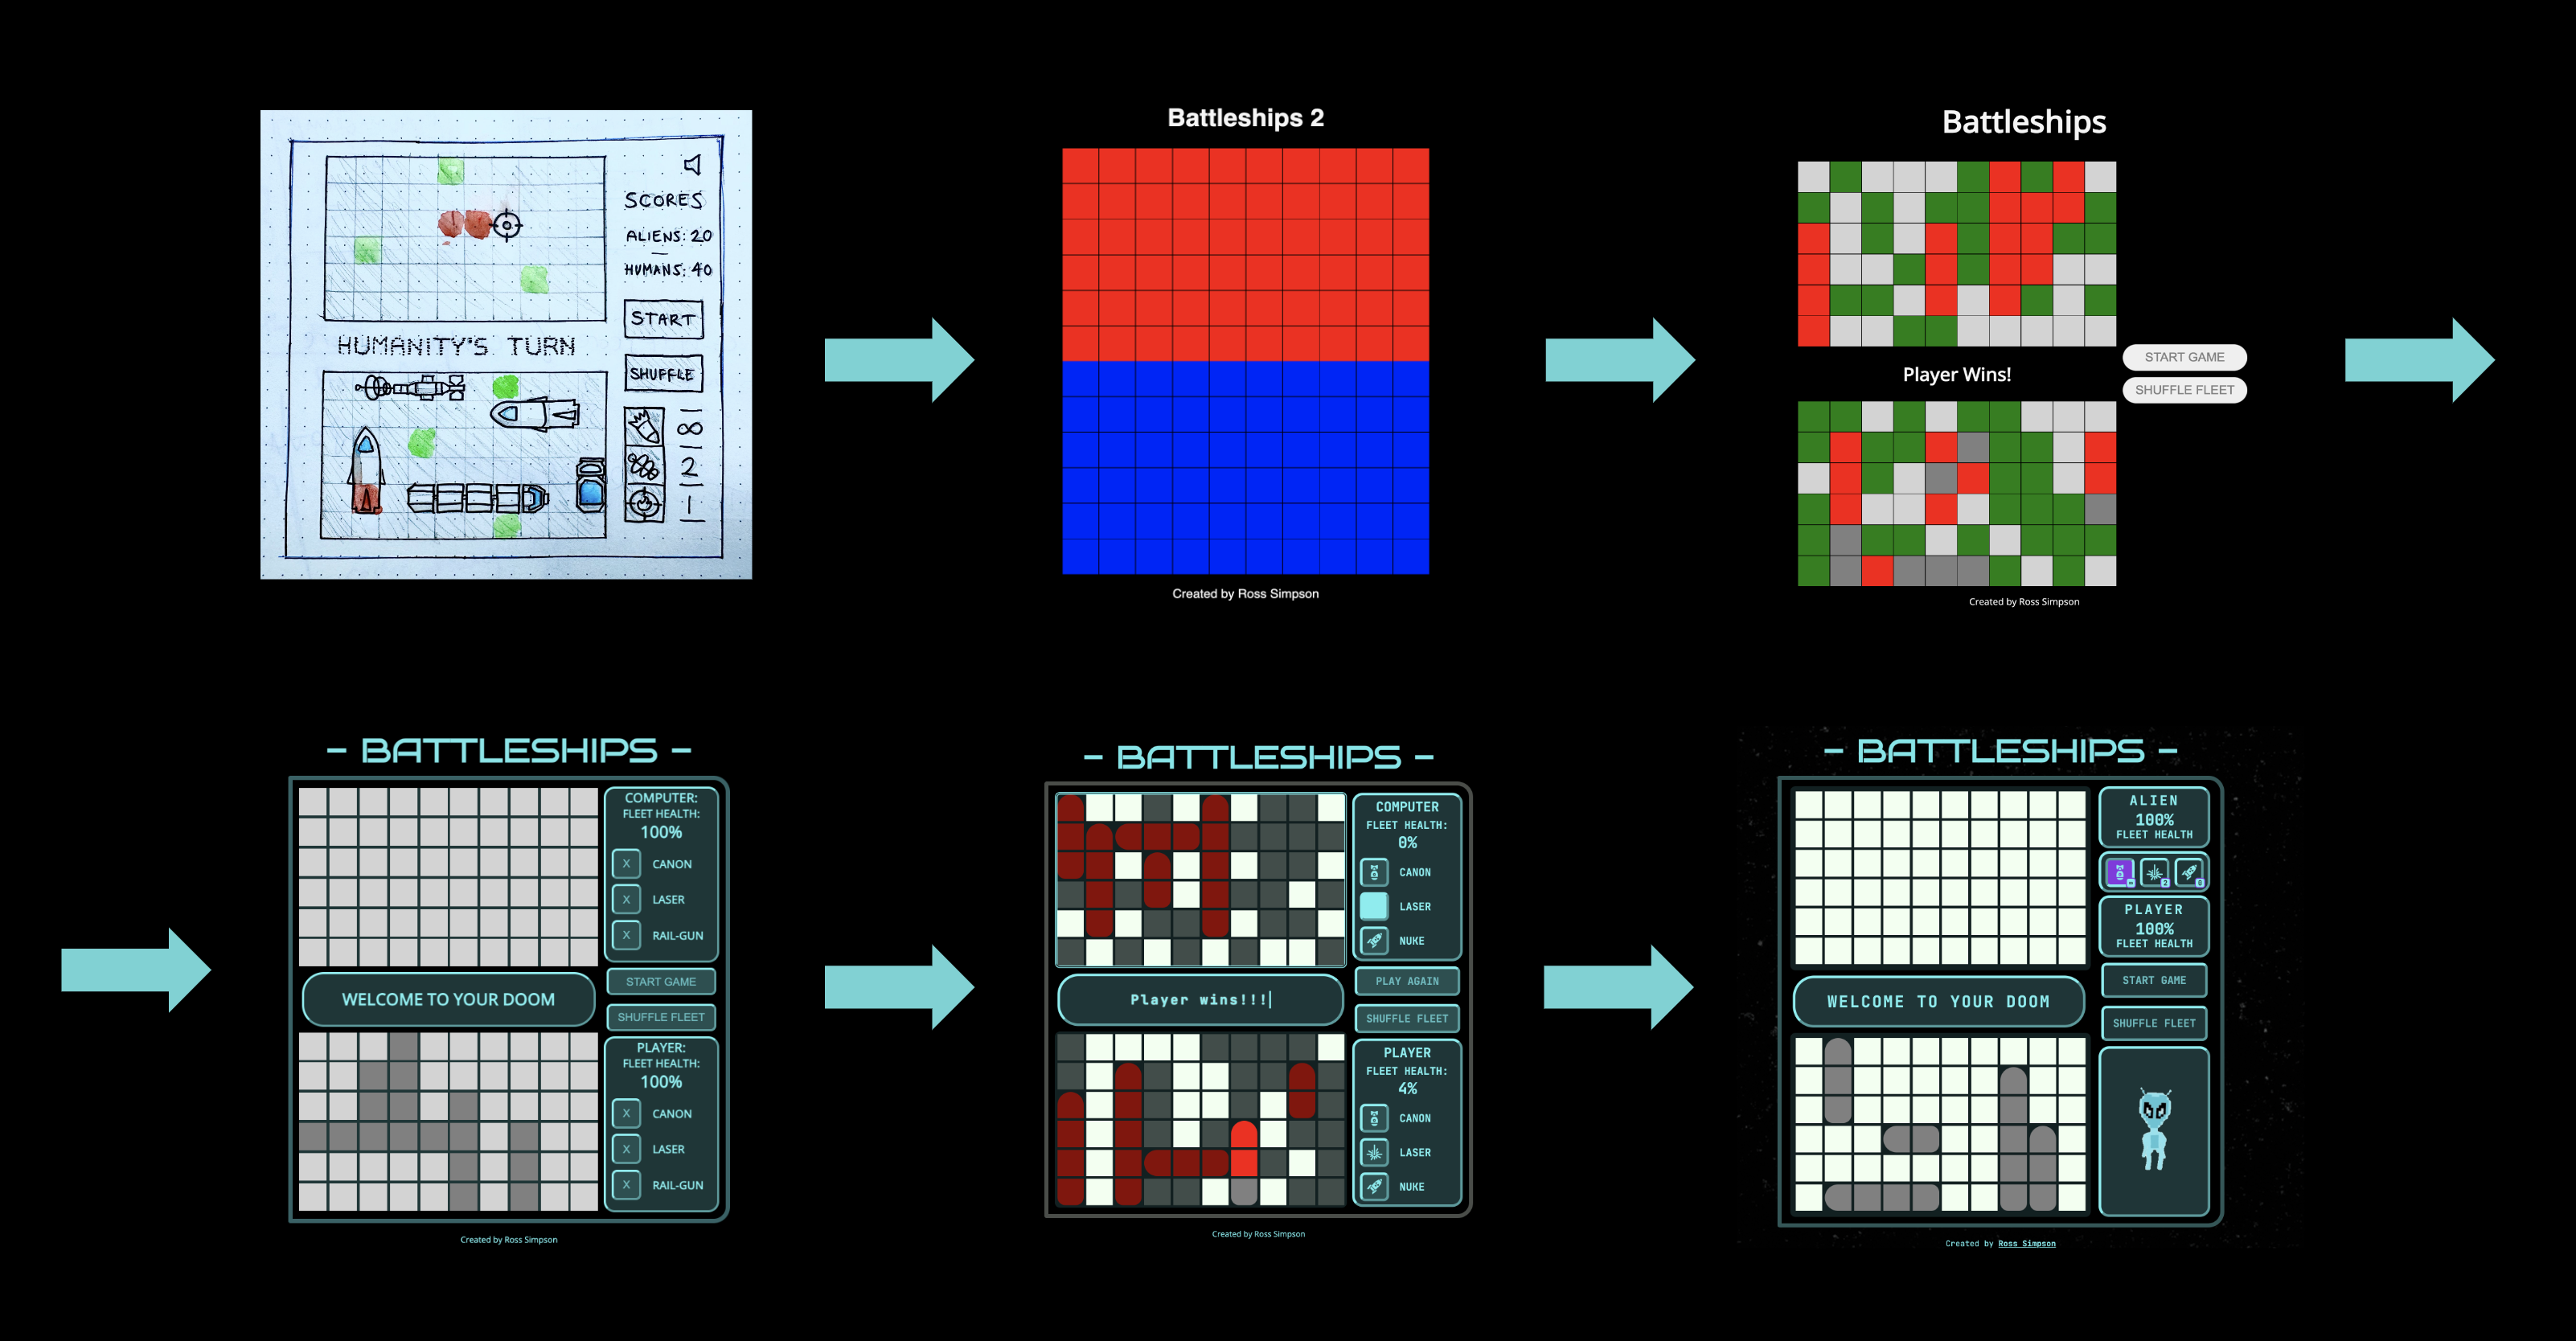 SCORES
ALIENS: 20
HUMANS: 40
START
HUMANITY'S TURN
SHUFFLE
∞
2
1
Battleships 2
Created by Ross Simpson
Battleships
START GAME
Player Wins!
SHUFFLE FLEET
Created by Ross Simpson
- BATTLESHIPS -
COMPUTER:
FLEET HEALTH:
100%
X CANON
X LASER
X RAIL-GUN
START GAME
WELCOME TO YOUR DOOM
SHUFFLE FLEET
PLAYER:
FLEET HEALTH:
100%
X CANON
X LASER
X RAIL-GUN
Created by Ross Simpson
- BATTLESHIPS -
COMPUTER
FLEET HEALTH:
0%
CANON
LASER
NUKE
PLAY AGAIN
Player wins!!!
SHUFFLE FLEET
PLAYER
FLEET HEALTH:
4%
CANON
LASER
NUKE
Created by Ross Simpson
- BATTLESHIPS -
ALIEN
100%
FLEET HEALTH
2
PLAYER
100%
FLEET HEALTH
START GAME
WELCOME TO YOUR DOOM
SHUFFLE FLEET
Created by Ross Simpson